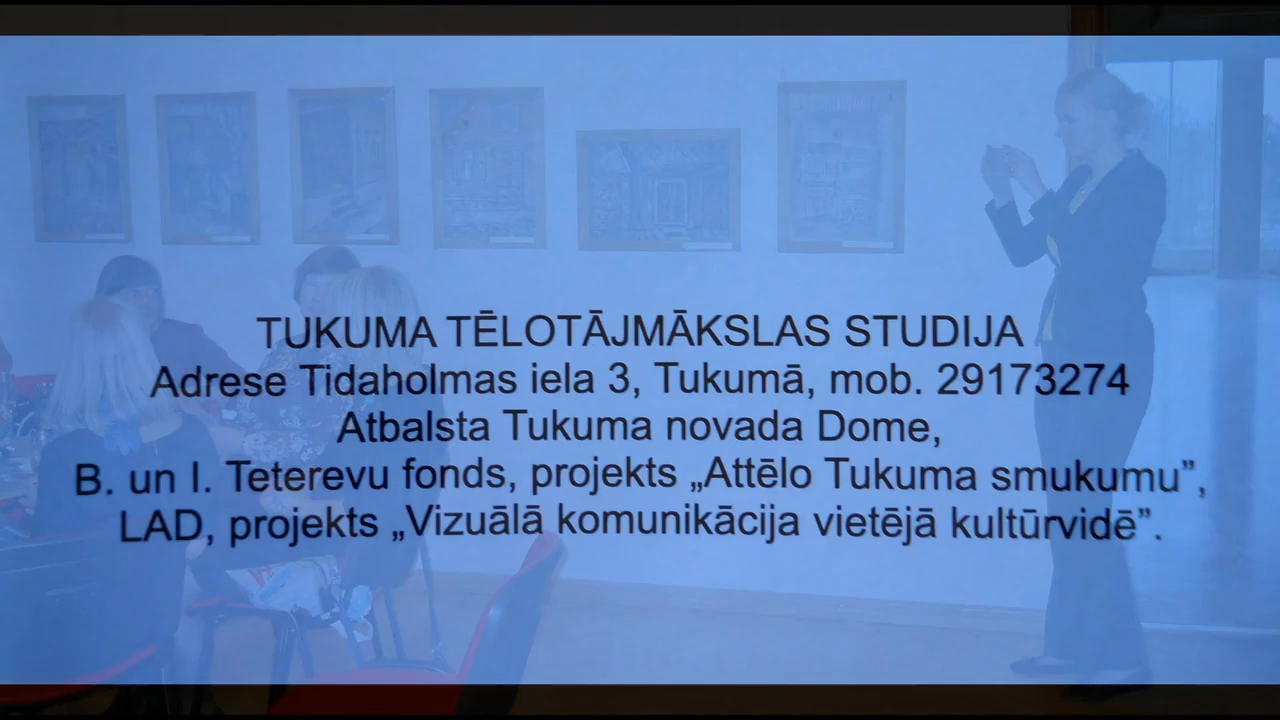 TUKUMA TĒLOTĀJMĀKSLAS STUDIJA
Adrese Tidaholmas iela 3, Tukumā, mob. 29173274
Atbalsta Tukuma novada Dome,
B. un I. Teterevu fonds, projekts „Attēlo Tukuma smukumu”,
LAD, projekts „Vizuālā komunikācija vietējā kultūrvidē”.